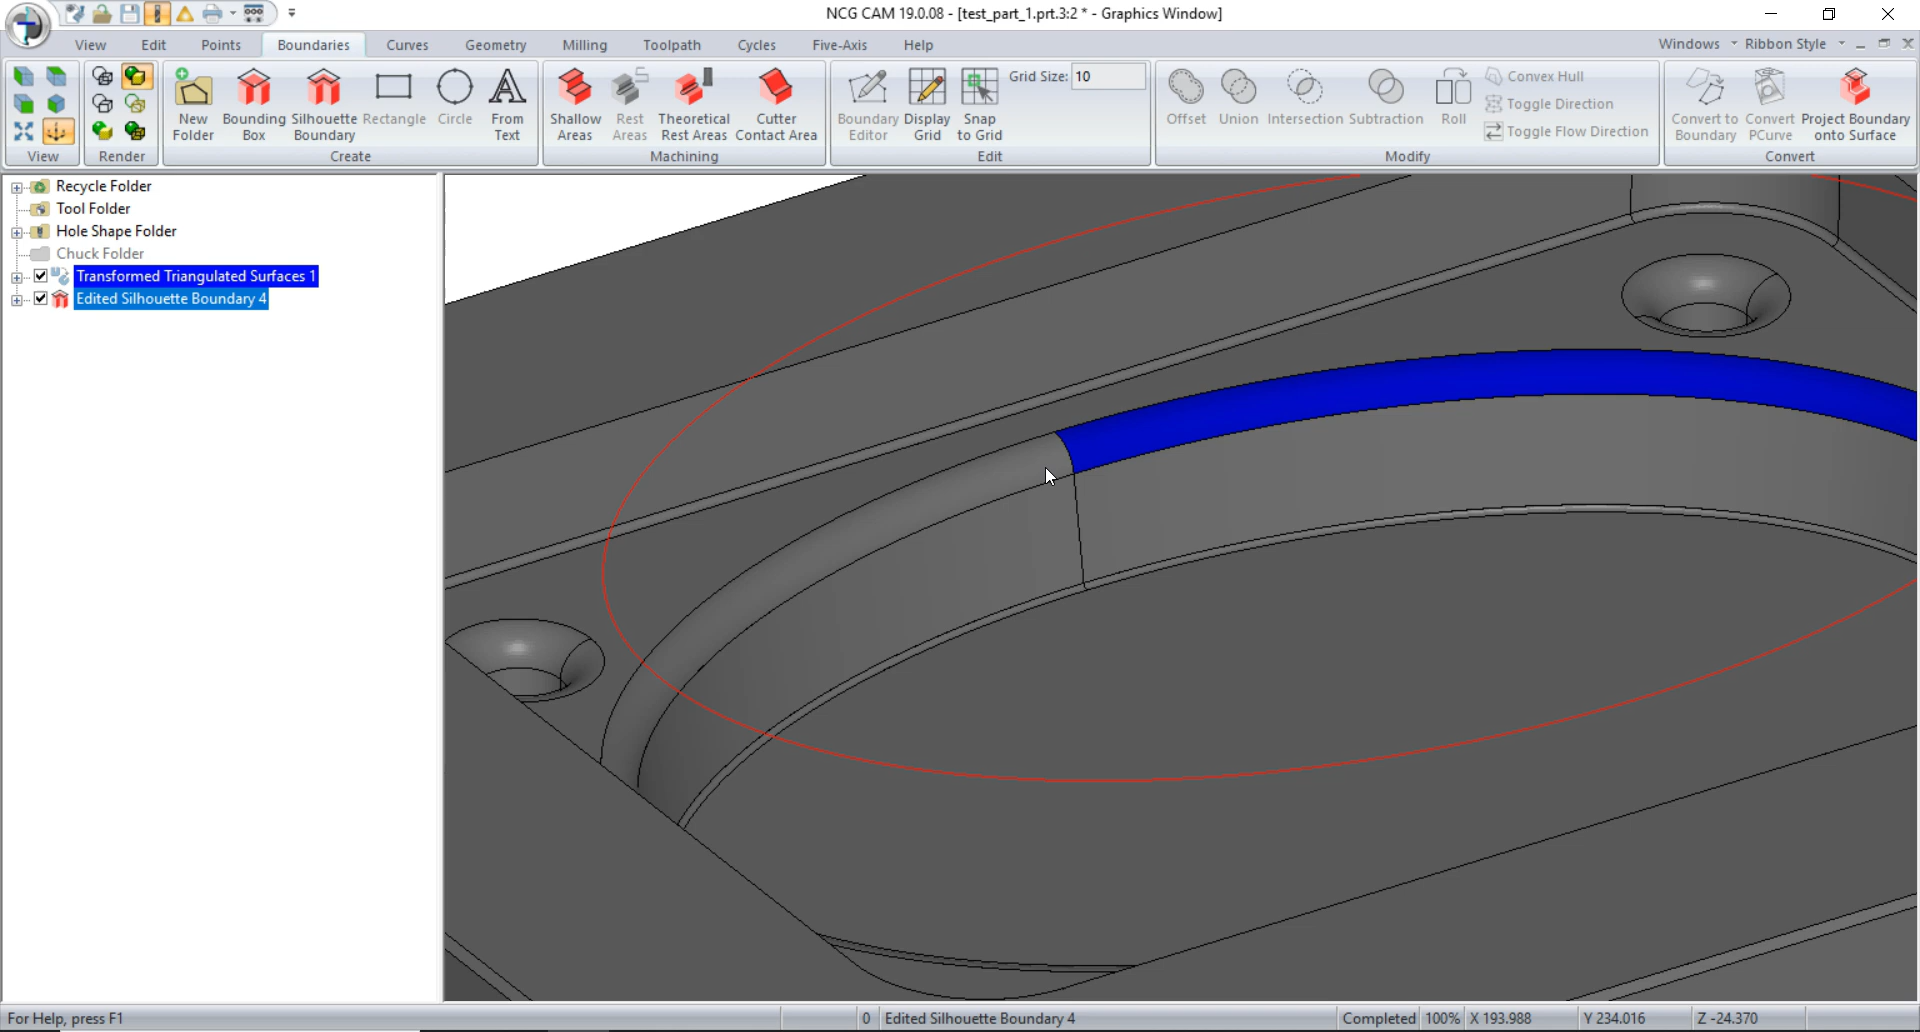 NCG CAM 19.0.08 - [test_part_1.prt.3:2 * - Graphics Window]
View Edit Points Boundaries Curves Geometry Milling Toolpath Cycles Five-Axis Help Windows Ribbon Style
New Folder
Bounding Box
Silhouette Boundary
Rectangle
Circle
From Text
Shallow Areas
Rest Areas
Theoretical Rest Areas
Cutter Contact Area
Boundary Editor
Display Grid
Snap to Grid
Grid Size: 10
Offset
Union
Intersection
Subtraction
Roll
Convex Hull
Toggle Direction
Toggle Flow Direction
Convert to Boundary
Convert PCurve
Project Boundary onto Surface
View Render Create Machining Edit Modify Convert
Recycle Folder
Tool Folder
Hole Shape Folder
Chuck Folder
Transformed Triangulated Surfaces 1
Edited Silhouette Boundary 4
For Help, press F1 0 Edited Silhouette Boundary 4 Completed 100% X 193.988 Y 234.016 Z -24.370